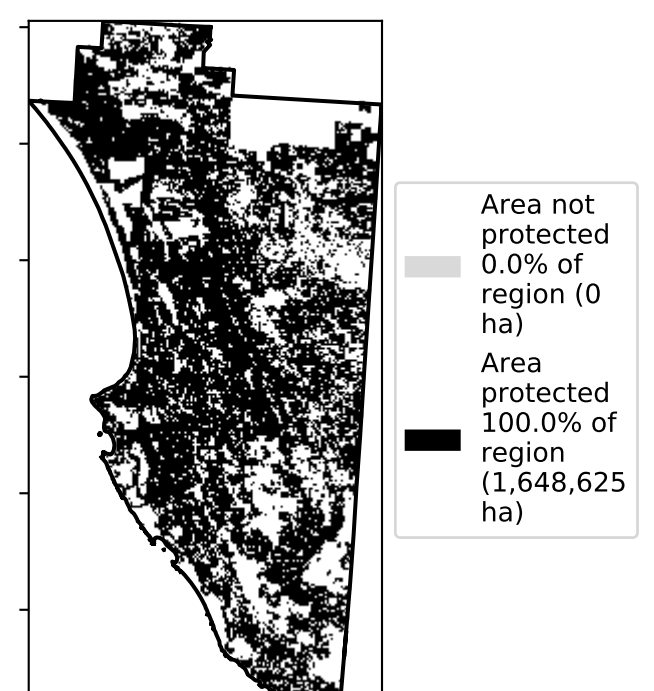 Area not
protected
0.0% of
region (0
ha)
Area
protected
100.0% of
region
(1,648,625
ha)